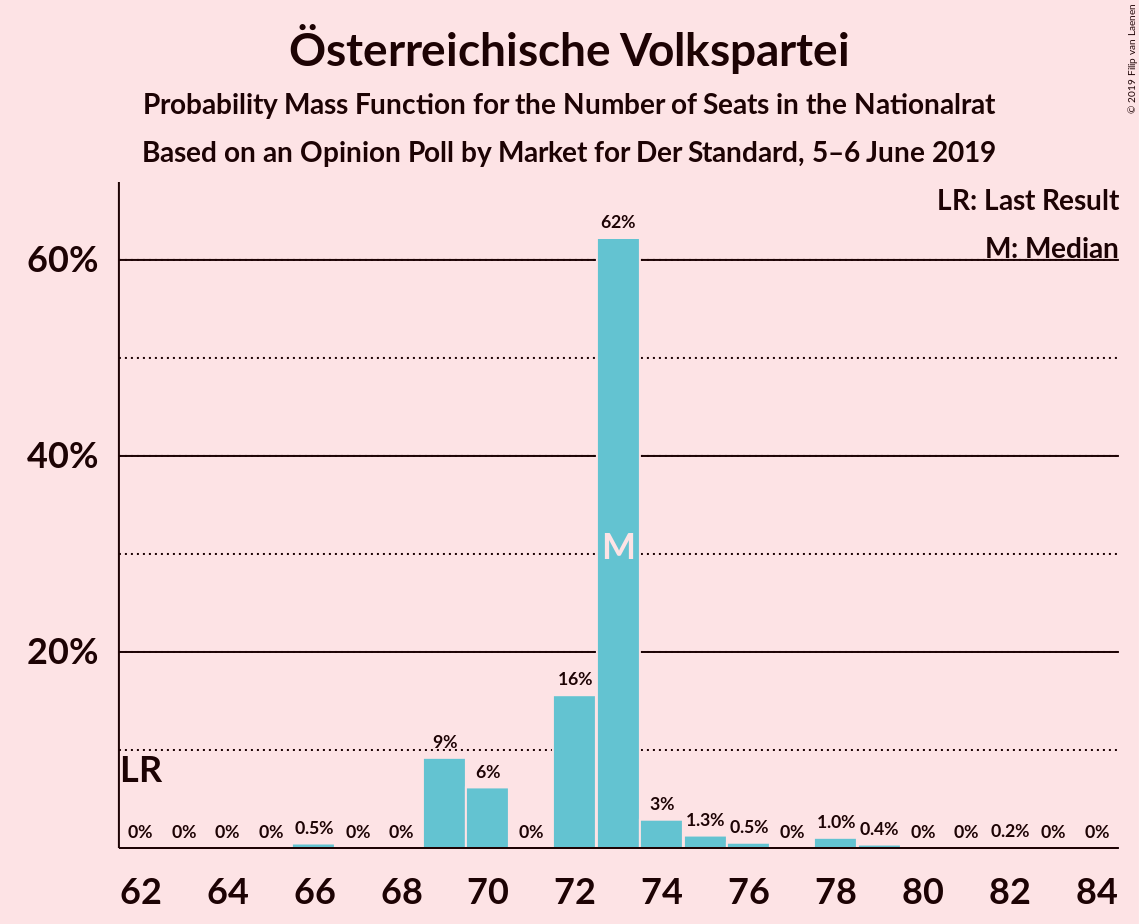 Österreichische Volkspartei
Probability Mass Function for the Number of Seats in the Nationalrat
Based on an Opinion Poll by Market for Der Standard, 5–6 June 2019
© 2019 Filip van Laenen
LR: Last Result
M: Median
62%
60%
40%
M
20%
16%
9%
LR
6%
3%
0% 0% 0% 0% 0.5% 0% 0% 0% 1.3% 0.5% 0% 1.0% 0.4% 0% 0% 0.2% 0% 0%
62 64 66 68 70 72 74 76 78 80 82 84